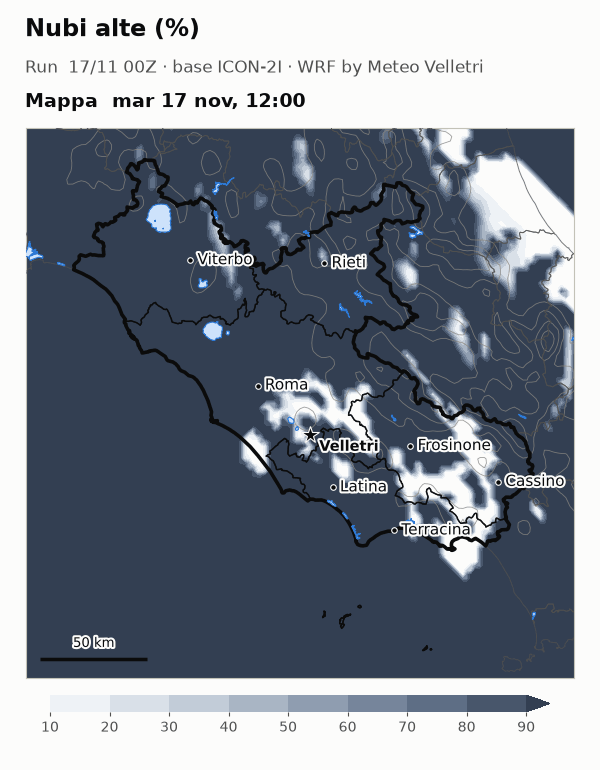 Nubi alte (%)
Run  17/11 00Z · base ICON-2I · WRF by Meteo Velletri
Mappa  mar 17 nov, 12:00
Viterbo
Rieti
Roma
Velletri
Frosinone
Latina
Cassino
Terracina
50 km
10 20 30 40 50 60 70 80 90